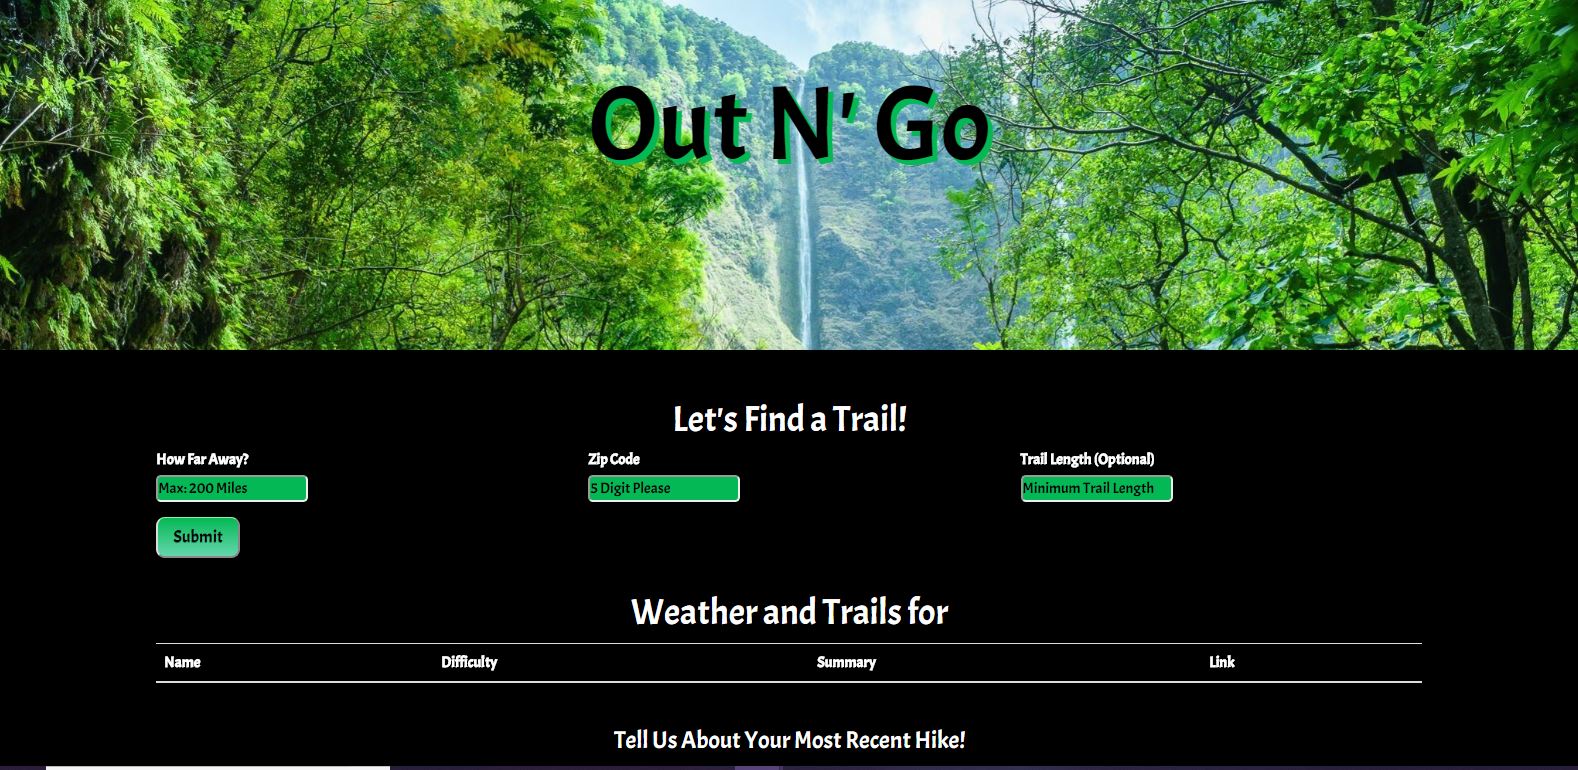 Out N' Go
Let's Find a Trail!
How Far Away? Zip Code Trail Length (Optional)
Max: 200 Miles 5 Digit Please Minimum Trail Length
Submit
Weather and Trails for
Name Difficulty Summary Link
Tell Us About Your Most Recent Hike!